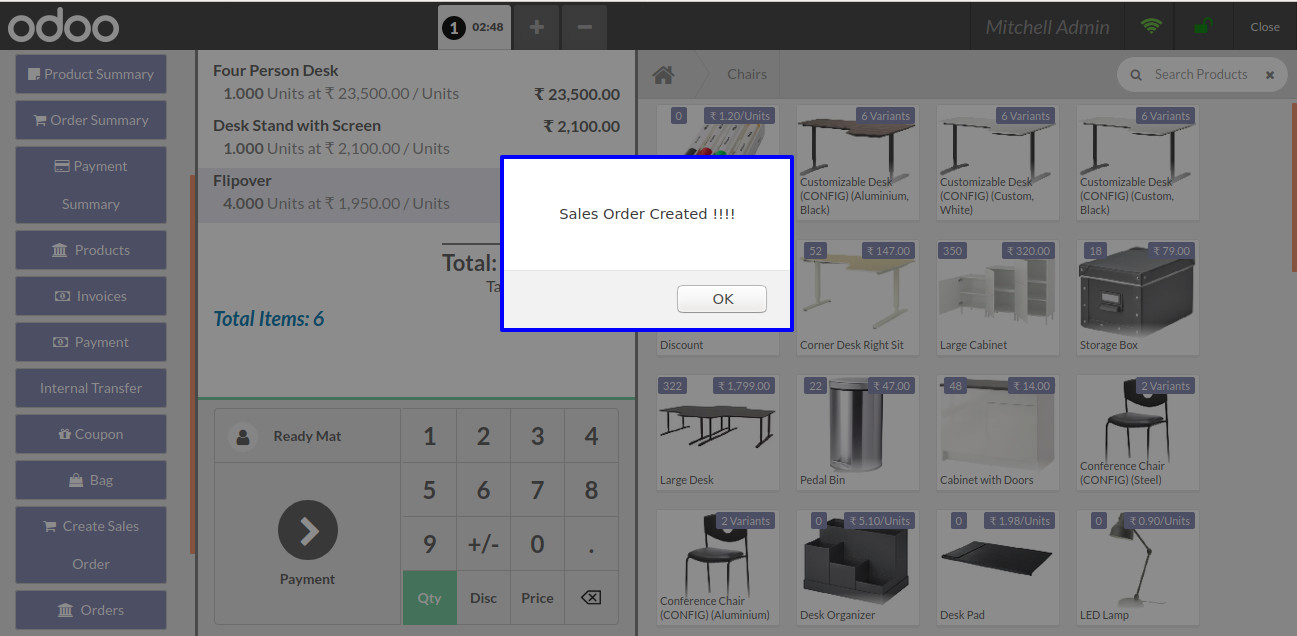 odoo
1 02:48
Mitchell Admin
Close
Product Summary
Order Summary
Payment
Summary
Products
Invoices
Payment
Internal Transfer
Coupon
Bag
Create Sales
Order
Orders
Four Person Desk
1.000 Units at ₹ 23,500.00 / Units ₹ 23,500.00
Desk Stand with Screen ₹ 2,100.00
1.000 Units at ₹ 2,100.00 / Units
Flipover
4.000 Units at ₹ 1,950.00 / Units
Total:
Total Items: 6
Ready Mat
Payment
1 2 3 4
5 6 7 8
9 +/- 0 .
Qty Disc Price
Sales Order Created !!!!
OK
Chairs
Search Products
0 ₹ 1.20/Units
6 Variants
Customizable Desk
(CONFIG) (Aluminium,
Black)
6 Variants
Customizable Desk
(CONFIG) (Custom,
White)
6 Variants
Customizable Desk
(CONFIG) (Custom,
Black)
Discount
52 ₹ 147.00
Corner Desk Right Sit
350 ₹ 320.00
Large Cabinet
18 ₹ 79.00
Storage Box
322 ₹ 1,799.00
Large Desk
22 ₹ 47.00
Pedal Bin
48 ₹ 14.00
Cabinet with Doors
2 Variants
Conference Chair
(CONFIG) (Steel)
2 Variants
Conference Chair
(CONFIG) (Aluminium)
0 ₹ 5.10/Units
Desk Organizer
0 ₹ 1.98/Units
Desk Pad
0 ₹ 0.90/Units
LED Lamp